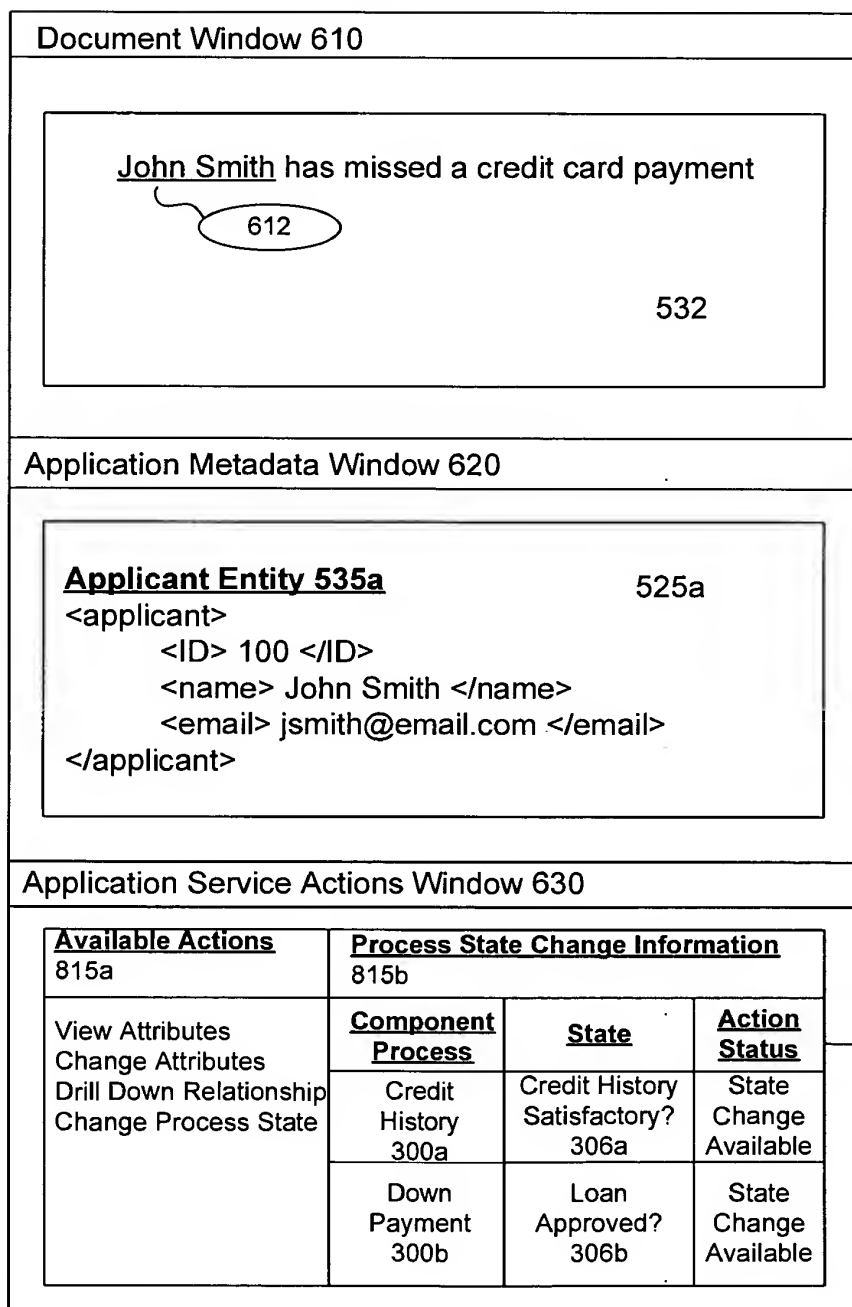 Document Window 610
John Smith has missed a credit card payment
612
532
Application Metadata Window 620
Applicant Entity 535a
525a
<applicant>
<ID> 100 </ID>
<name> John Smith </name>
<email> jsmith@email.com </email>
</applicant>
Application Service Actions Window 630
Available Actions
815a
View Attributes
Change Attributes
Drill Down Relationship
Change Process State
Process State Change Information
815b
Component
Process
State
Action
Status
Credit
History
300a
Credit History
Satisfactory?
306a
State
Change
Available
Down
Payment
300b
Loan
Approved?
306b
State
Change
Available